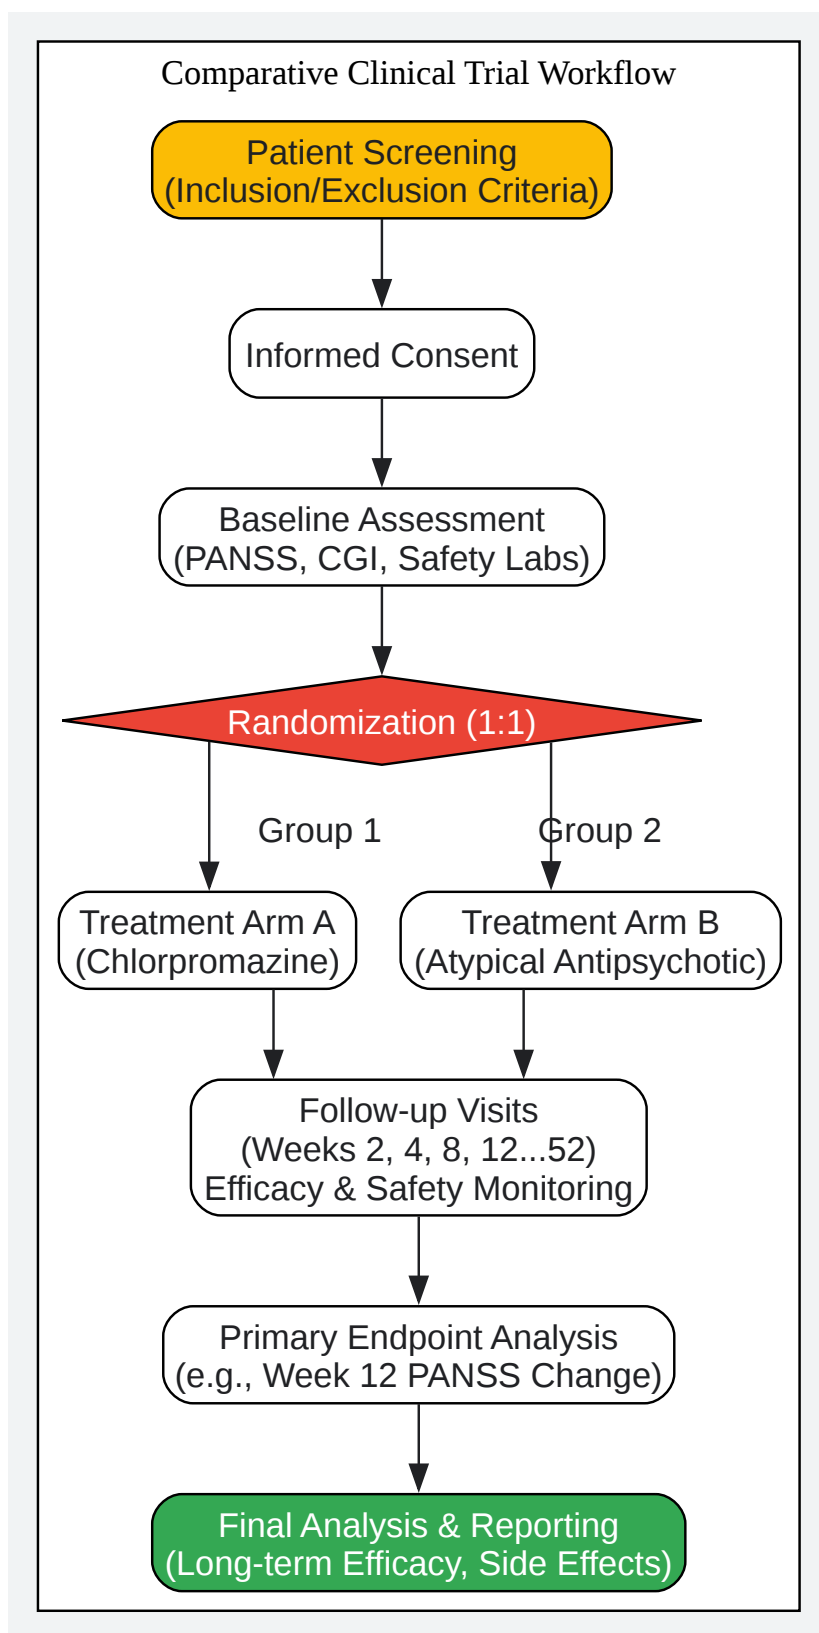 Comparative Clinical Trial Workflow
Patient Screening
(Inclusion/Exclusion Criteria)
Informed Consent
Baseline Assessment
(PANSS, CGI, Safety Labs)
Randomization (1:1)
Group 1
Group 2
Treatment Arm A
(Chlorpromazine)
Treatment Arm B
(Atypical Antipsychotic)
Follow-up Visits
(Weeks 2, 4, 8, 12...52)
Efficacy & Safety Monitoring
Primary Endpoint Analysis
(e.g., Week 12 PANSS Change)
Final Analysis & Reporting
(Long-term Efficacy, Side Effects)